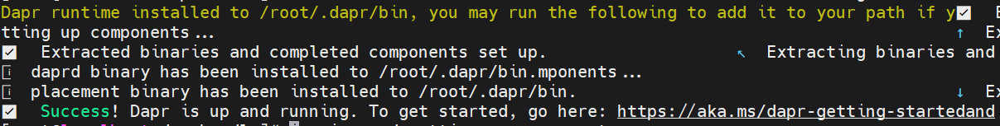 Dapr runtime installed to /root/.dapr/bin, you may run the following to add it to your path if y
tting up components...                                              ↑  Ex
Extracted binaries and completed components set up.                 ↖  Extracting binaries and
daprd binary has been installed to /root/.dapr/bin.mponents...
placement binary has been installed to /root/.dapr/bin.             ↓  Ex
Success! Dapr is up and running. To get started, go here: https://aka.ms/dapr-getting-startedand